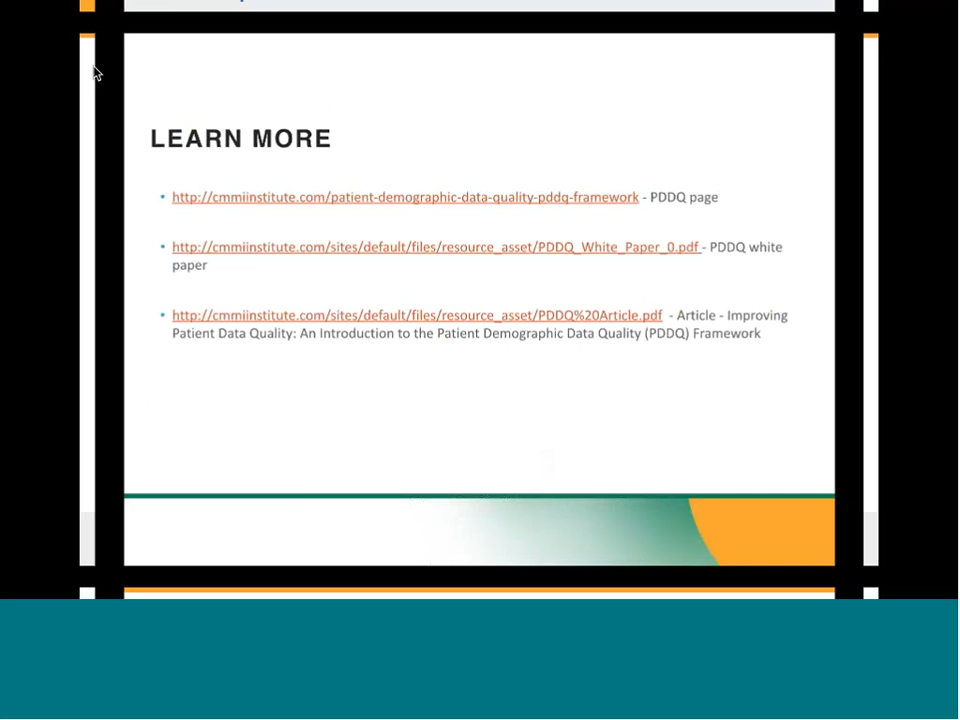 LEARN MORE
• http://cmmiinstitute.com/patient-demographic-data-quality-pddq-framework - PDDQ page
• http://cmmiinstitute.com/sites/default/files/resource_asset/PDDQ_White_Paper_0.pdf - PDDQ white
paper
• http://cmmiinstitute.com/sites/default/files/resource_asset/PDDQ%20Article.pdf - Article - Improving
Patient Data Quality: An Introduction to the Patient Demographic Data Quality (PDDQ) Framework